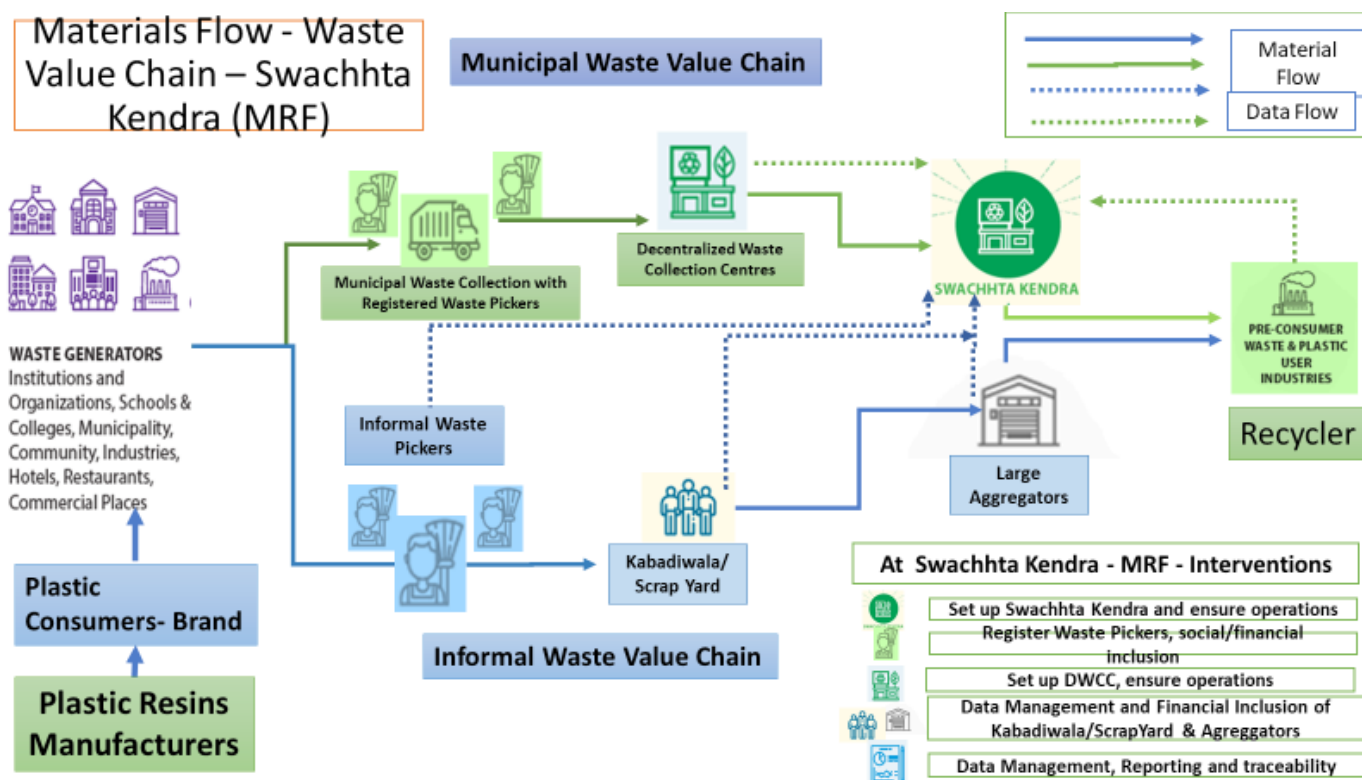 Materials Flow - Waste
Value Chain – Swachhta
Kendra (MRF)
Municipal Waste Value Chain
Material
Flow
Data Flow
Decentralized Waste
Collection Centres
Municipal Waste Collection with
Registered Waste Pickers
SWACHHTA KENDRA
PRE-CONSUMER
WASTE & PLASTIC
USER
INDUSTRIES
Recycler
WASTE GENERATORS
Institutions and
Organizations, Schools &
Colleges, Municipality,
Community, Industries,
Hotels, Restaurants,
Commercial Places
Informal Waste
Pickers
Large
Aggregators
Kabadiwala/
Scrap Yard
Plastic
Consumers- Brand
Informal Waste Value Chain
Plastic Resins
Manufacturers
At Swachhta Kendra - MRF - Interventions
Set up Swachhta Kendra and ensure operations
Register Waste Pickers, social/financial
inclusion
Set up DWCC, ensure operations
Data Management and Financial Inclusion of
Kabadiwala/ScrapYard & Agreggators
Data Management, Reporting and traceability